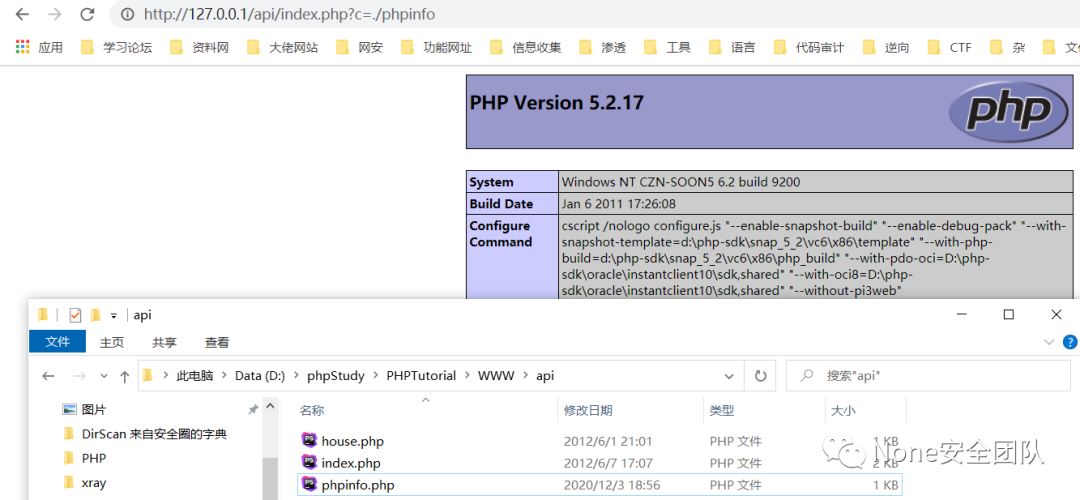 http://127.0.0.1/api/index.php?c=./phpinfo
应用 学习论坛 资料网 大佬网站 网安 功能网址 信息收集 渗透 工具 语言 代码审计 逆向 CTF 杂
PHP Version 5.2.17
php
System Windows NT CZN-SOON5 6.2 build 9200
Build Date Jan 6 2011 17:26:08
Configure Command cscript /nologo configure.js "--enable-snapshot-build" "--enable-debug-pack" "--with-
snapshot-template=d:\php-sdk\snap_5_2\vc6\x86\template" "--with-php-
build=d:\php-sdk\snap_5_2\vc6\x86\php_build" "--with-pdo-oci=D:\php-
sdk\oracle\instantclient10\sdk,shared" "--with-oci8=D:\php-
sdk\oracle\instantclient10\sdk,shared" "--without-pi3web"
api
文件 主页 共享 查看
此电脑 Data (D:) phpStudy PHPTutorial WWW api 搜索"api"
图片
DirScan 来自安全圈的字典
PHP
xray
名称 修改日期 类型 大小
house.php 2012/6/1 21:01 PHP 文件 1 KB
index.php 2012/6/7 17:07 PHP 文件 2 KB
phpinfo.php 2020/12/3 18:56 PHP 文件 1 KB
None安全团队